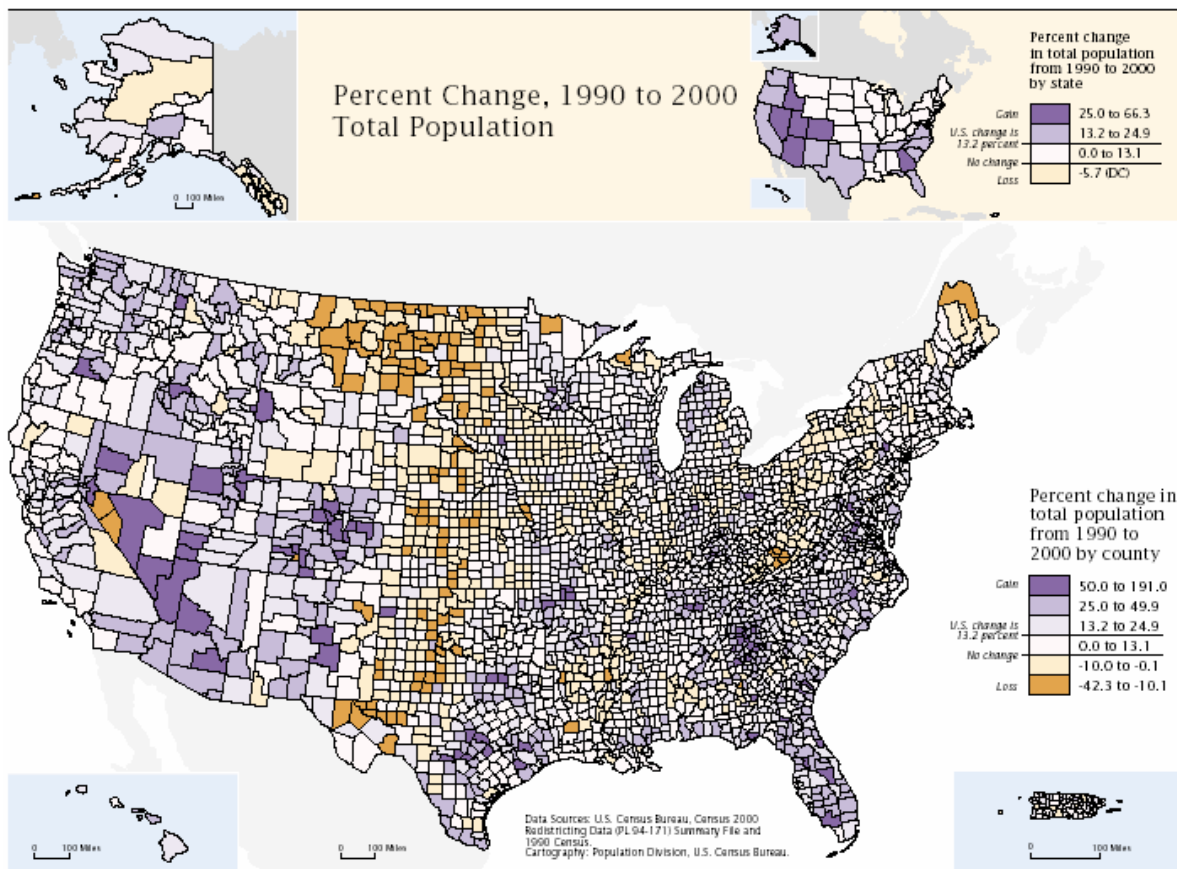 Percent Change, 1990 to 2000
Total Population
0 100 Miles
Percent change
in total population
from 1990 to 2000
by state
Gain
25.0 to 66.3
U.S. change is
13.2 percent
13.2 to 24.9
0.0 to 13.1
No change
Loss
-5.7 (DC)
Percent change in
total population
from 1990 to
2000 by county
Gain
50.0 to 191.0
25.0 to 49.9
U.S. change is
13.2 percent
13.2 to 24.9
0.0 to 13.1
No change
-10.0 to -0.1
Loss
-42.3 to -10.1
0 100 Miles
0 100 Miles
Data Sources: U.S. Census Bureau, Census 2000
Redistricting Data (PL 94-171) Summary File and
1990 Census.
Cartography: Population Division, U.S. Census Bureau.
0 100 Miles